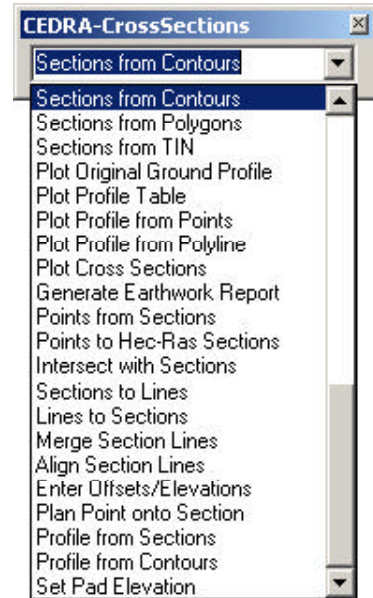 CEDRA-CrossSections
Sections from Contours
Sections from Contours
Sections from Polygons
Sections from TIN
Plot Original Ground Profile
Plot Profile Table
Plot Profile from Points
Plot Profile from Polyline
Plot Cross Sections
Generate Earthwork Report
Points from Sections
Points to Hec-Ras Sections
Intersect with Sections
Sections to Lines
Lines to Sections
Merge Section Lines
Align Section Lines
Enter Offsets/Elevations
Plan Point onto Section
Profile from Sections
Profile from Contours
Set Pad Elevation